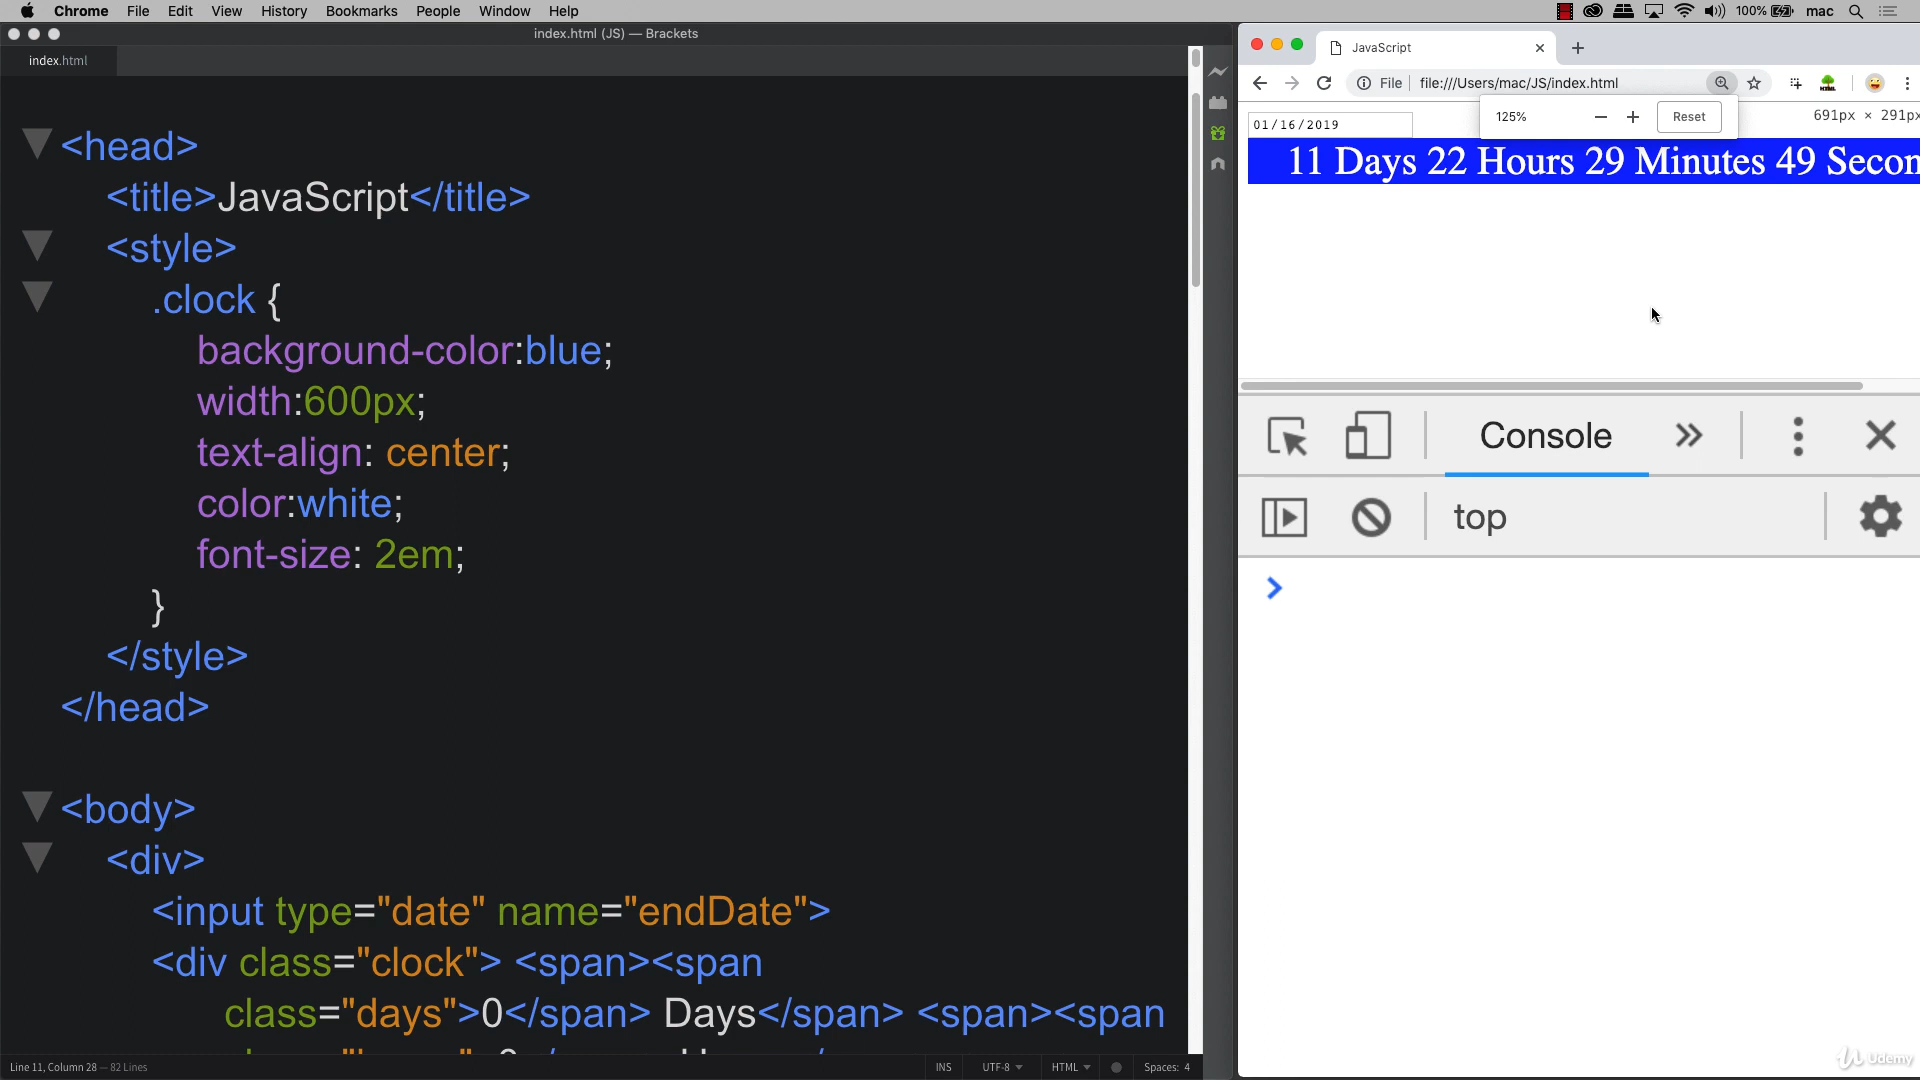 Chrome File Edit View History Bookmarks People Window Help
100% mac
index.html (JS) — Brackets
index.html
<head>
<title>JavaScript</title>
<style>
.clock {
background-color:blue;
width:600px;
text-align: center;
color:white;
font-size: 2em;
}
</style>
</head>
<body>
<div>
<input type="date" name="endDate">
<div class="clock"> <span><span
class="days">0</span> Days</span> <span><span
Line 11, Column 28 — 82 Lines
INS UTF-8 HTML Spaces: 4
JavaScript
File file:///Users/mac/JS/index.html
125% Reset
691px × 291px
01/16/2019
11 Days 22 Hours 29 Minutes 49 Secon
Console
top
Udemy